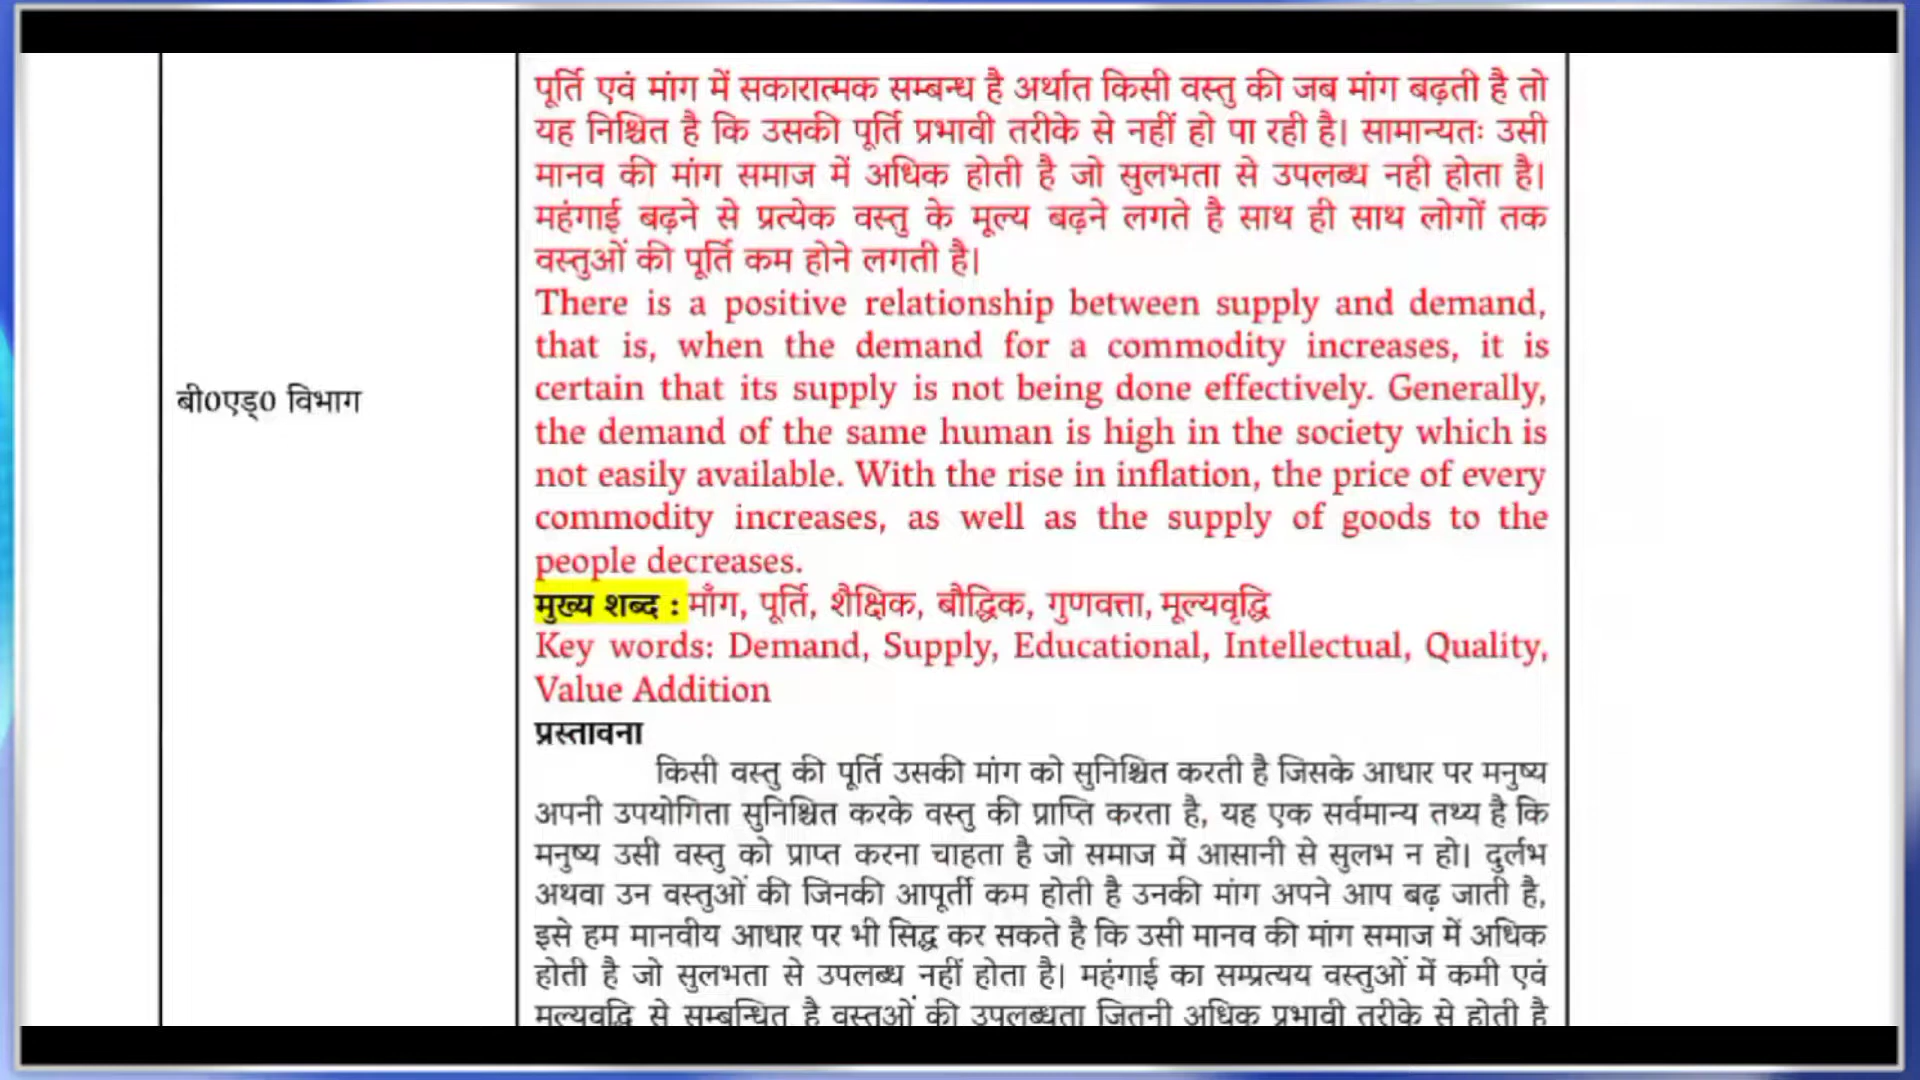 पूर्ति एवं मांग में सकारात्मक सम्बन्ध है अर्थात किसी वस्तु की जब मांग बढ़ती है तो
यह निश्चित है कि उसकी पूर्ति प्रभावी तरीके से नहीं हो पा रही है। सामान्यतः उसी
मानव की मांग समाज में अधिक होती है जो सुलभता से उपलब्ध नही होता है।
महंगाई बढ़ने से प्रत्येक वस्तु के मूल्य बढ़ने लगते है साथ ही साथ लोगों तक
वस्तुओं की पूर्ति कम होने लगती है।
There is a positive relationship between supply and demand,
that is, when the demand for a commodity increases, it is
certain that its supply is not being done effectively. Generally,
बी0एड्0 विभाग
the demand of the same human is high in the society which is
not easily available. With the rise in inflation, the price of every
commodity increases, as well as the supply of goods to the
people decreases.
मुख्य शब्द : माँग, पूर्ति, शैक्षिक, बौद्धिक, गुणवत्ता, मूल्यवृद्धि
Key words: Demand, Supply, Educational, Intellectual, Quality,
Value Addition
प्रस्तावना
किसी वस्तु की पूर्ति उसकी मांग को सुनिश्चित करती है जिसके आधार पर मनुष्य
अपनी उपयोगिता सुनिश्चित करके वस्तु की प्राप्ति करता है, यह एक सर्वमान्य तथ्य है कि
मनुष्य उसी वस्तु को प्राप्त करना चाहता है जो समाज में आसानी से सुलभ न हो। दुर्लभ
अथवा उन वस्तुओं की जिनकी आपूर्ती कम होती है उनकी मांग अपने आप बढ़ जाती है,
इसे हम मानवीय आधार पर भी सिद्ध कर सकते है कि उसी मानव की मांग समाज में अधिक
होती है जो सुलभता से उपलब्ध नहीं होता है। महंगाई का सम्प्रत्यय वस्तुओं में कमी एवं
मूल्यवृद्धि से सम्बन्धित है वस्तुओं की उपलब्धता जितनी अधिक प्रभावी तरीके से होती है